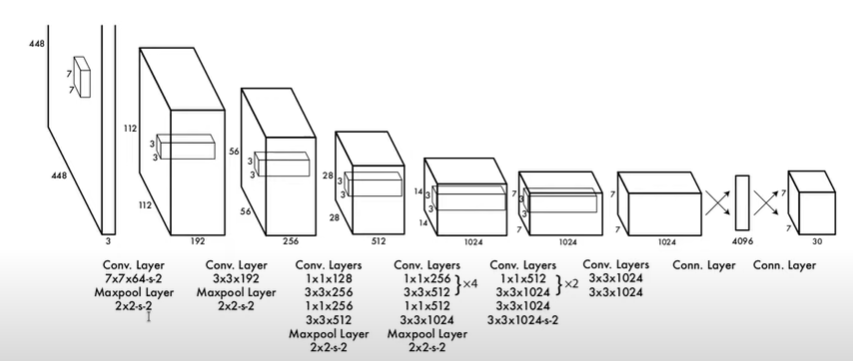 448
448
7
7
3
112
112
3
3
192
56
56
3
3
256
28
28
3
3
512
14
14
3
3
1024
7
7
3
3
1024
7
7
1024
4096
7
7
30
Conv. Layer
7x7x64-s-2
Maxpool Layer
2x2-s-2
Conv. Layer
3x3x192
Maxpool Layer
2x2-s-2
Conv. Layers
1x1x128
3x3x256
1x1x256
3x3x512
Maxpool Layer
2x2-s-2
Conv. Layers
1x1x256
3x3x512 }×4
1x1x512
3x3x1024
Maxpool Layer
2x2-s-2
Conv. Layers
1x1x512
3x3x1024 }×2
3x3x1024
3x3x1024-s-2
Conv. Layers
3x3x1024
3x3x1024
Conn. Layer
Conn. Layer